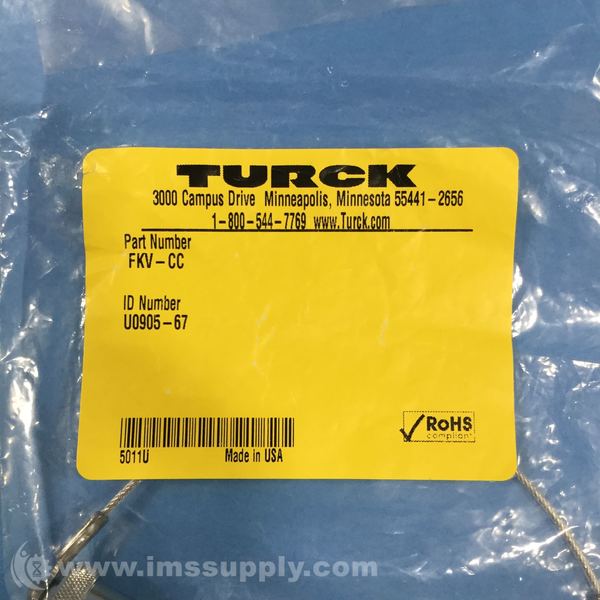 TURCK
3000 Campus Drive Minneapolis, Minnesota 55441-2656
1-800-544-7769 www.Turck.com
Part Number
FKV-CC
ID Number
U0905-67
RoHS
compliant
5011U Made in USA
www.imssupply.com